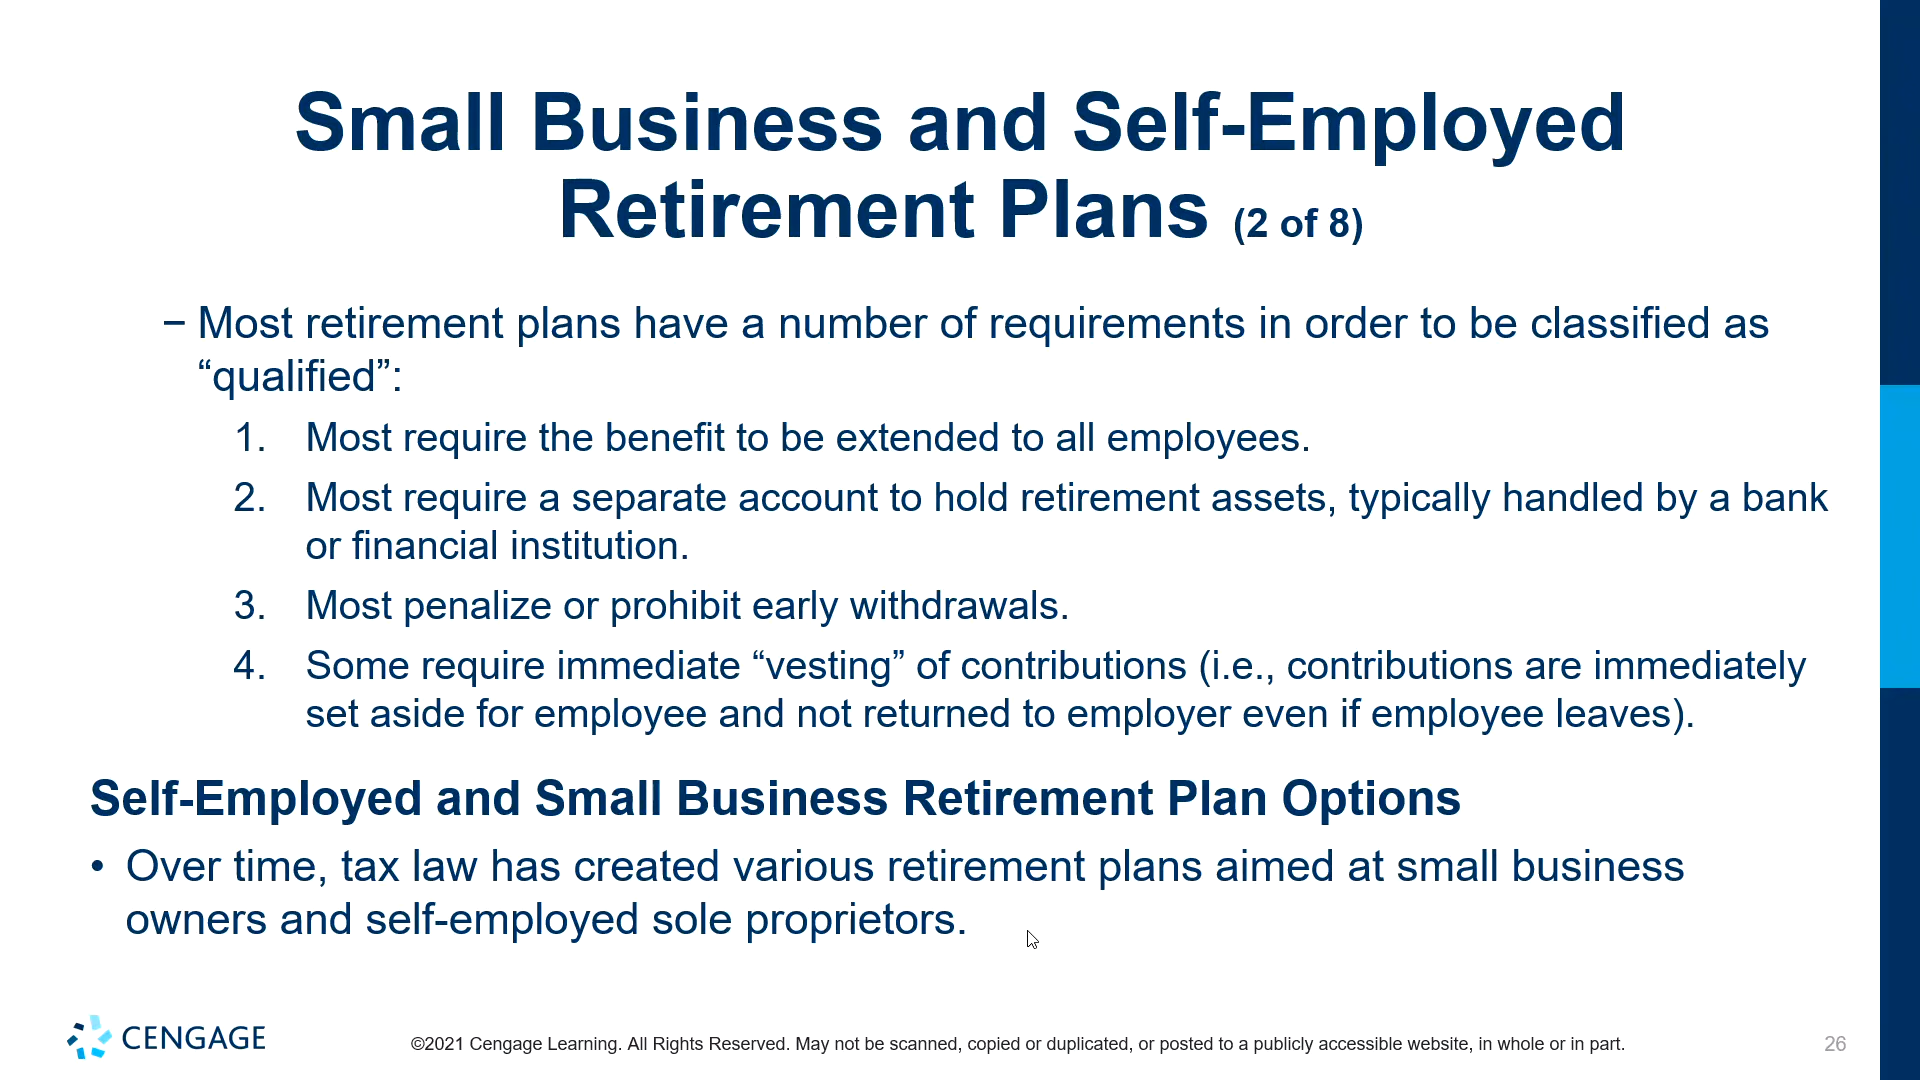 Small Business and Self-Employed
Retirement Plans (2 of 8)
− Most retirement plans have a number of requirements in order to be classified as
“qualified”:
1. Most require the benefit to be extended to all employees.
2. Most require a separate account to hold retirement assets, typically handled by a bank
or financial institution.
3. Most penalize or prohibit early withdrawals.
4. Some require immediate “vesting” of contributions (i.e., contributions are immediately
set aside for employee and not returned to employer even if employee leaves).
Self-Employed and Small Business Retirement Plan Options
• Over time, tax law has created various retirement plans aimed at small business
owners and self-employed sole proprietors.
CENGAGE
©2021 Cengage Learning. All Rights Reserved. May not be scanned, copied or duplicated, or posted to a publicly accessible website, in whole or in part.
26